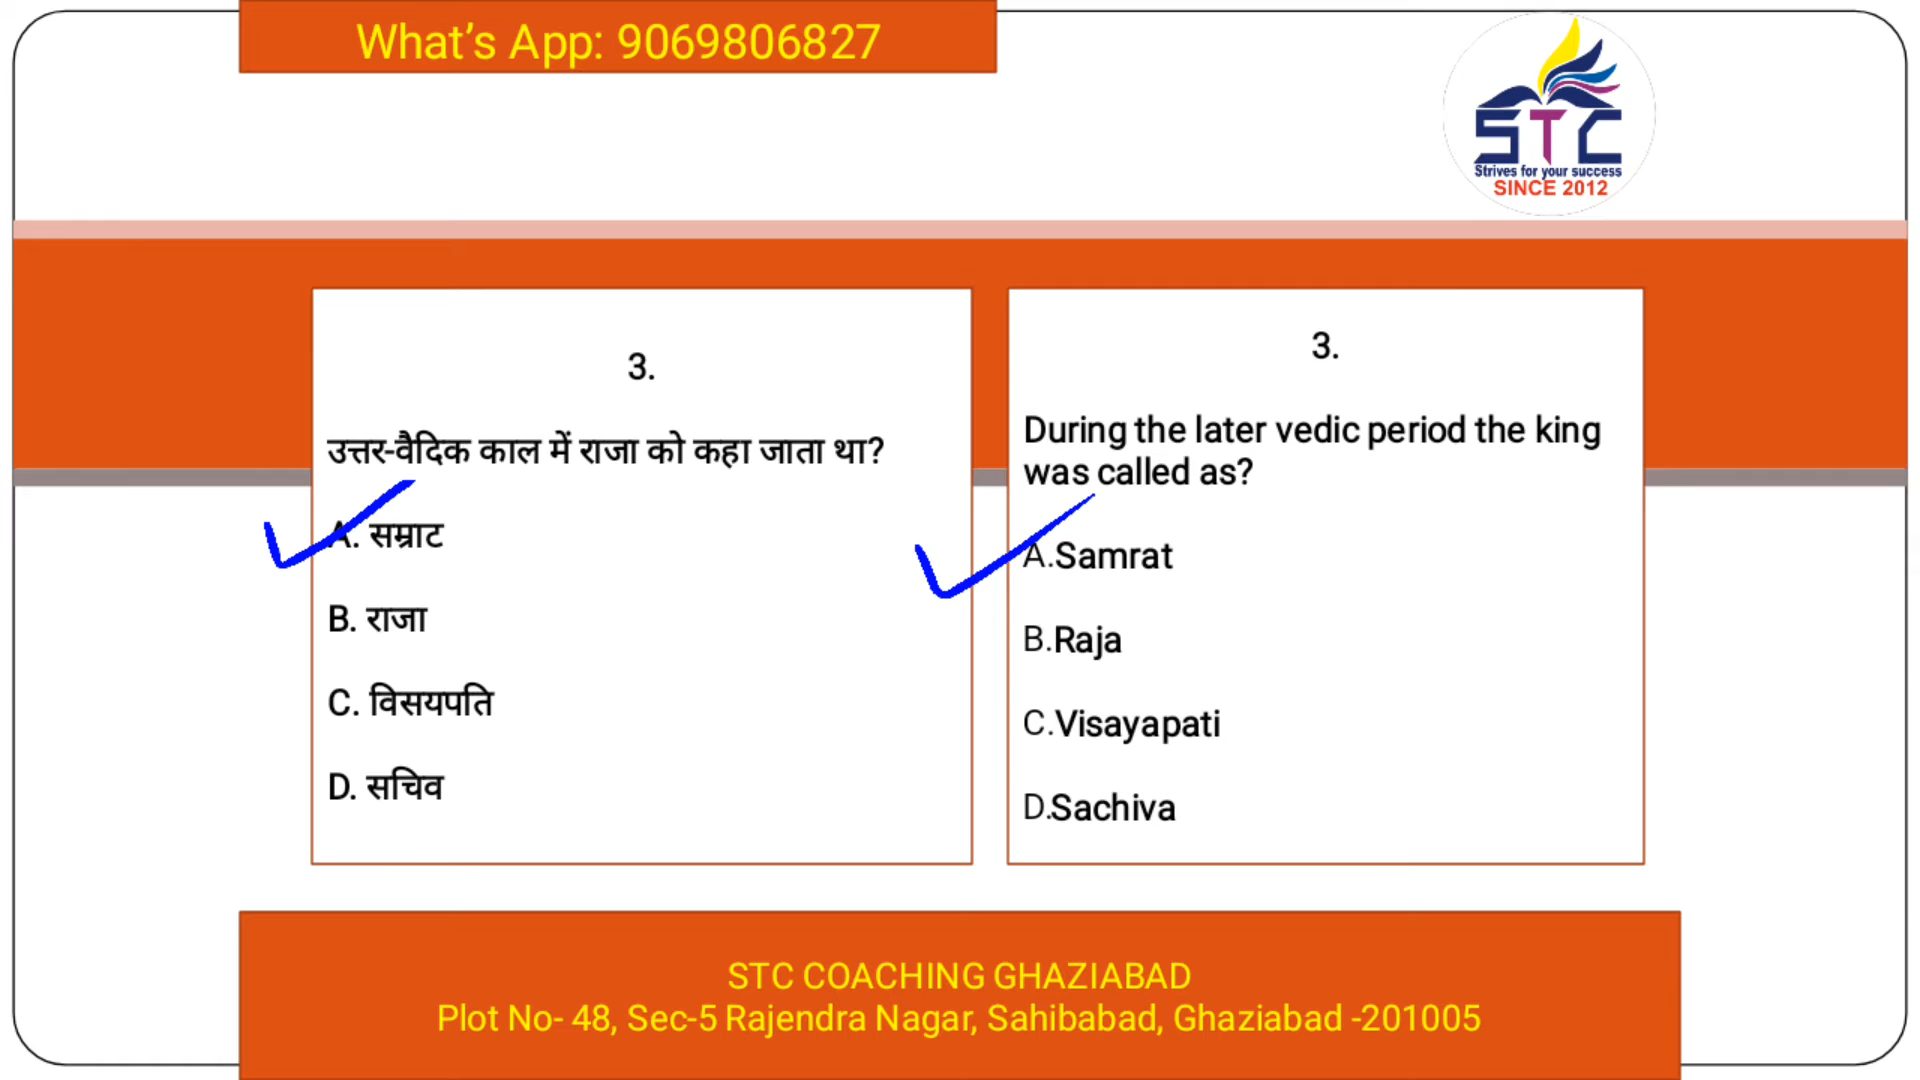 What’s App: 9069806827
STC
Strives for your success
SINCE 2012
3.
उत्तर-वैदिक काल में राजा को कहा जाता था?
A. सम्राट
B. राजा
C. विसयपति
D. सचिव
3.
During the later vedic period the king
was called as?
A.Samrat
B.Raja
C.Visayapati
D.Sachiva
STC COACHING GHAZIABAD
Plot No- 48, Sec-5 Rajendra Nagar, Sahibabad, Ghaziabad -201005